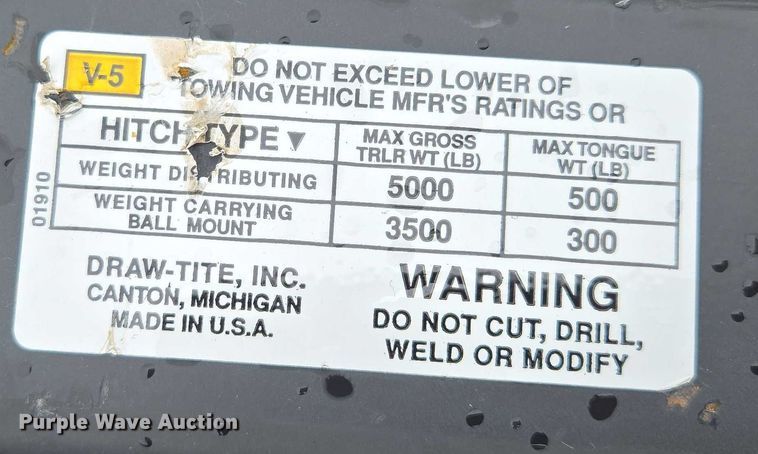 V-5
DO NOT EXCEED LOWER OF
TOWING VEHICLE MFR'S RATINGS OR
HITCH TYPE ▼
MAX GROSS
TRLR WT (LB)
MAX TONGUE
WT (LB)
WEIGHT DISTRIBUTING
5000
500
WEIGHT CARRYING
BALL MOUNT
3500
300
01910
DRAW-TITE, INC.
CANTON, MICHIGAN
MADE IN U.S.A.
WARNING
DO NOT CUT, DRILL,
WELD OR MODIFY
Purple Wave Auction